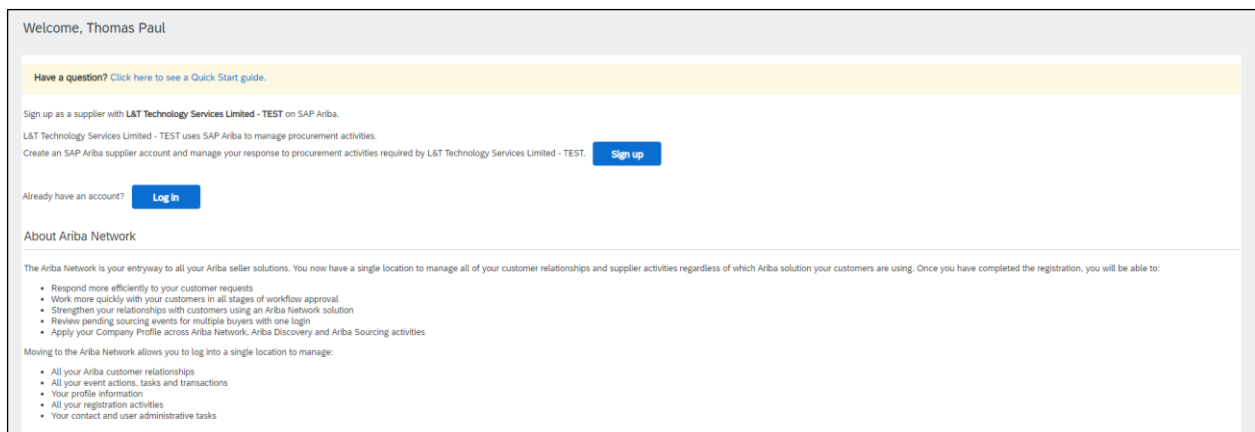 Welcome, Thomas Paul
Have a question? Click here to see a Quick Start guide.
Sign up as a supplier with L&T Technology Services Limited - TEST on SAP Ariba.
L&T Technology Services Limited - TEST uses SAP Ariba to manage procurement activities.
Create an SAP Ariba supplier account and manage your response to procurement activities required by L&T Technology Services Limited - TEST. Sign up
Already have an account? Log in
About Ariba Network
The Ariba Network is your entryway to all your Ariba seller solutions. You now have a single location to manage all of your customer relationships and supplier activities regardless of which Ariba solution your customers are using. Once you have completed the registration, you will be able to:
• Respond more efficiently to your customer requests
• Work more quickly with your customers in all stages of workflow approval
• Strengthen your relationships with customers using an Ariba Network solution
• Review pending sourcing events for multiple buyers with one login
• Apply your Company Profile across Ariba Network, Ariba Discovery and Ariba Sourcing activities
Moving to the Ariba Network allows you to log into a single location to manage:
• All your Ariba customer relationships
• All your event actions, tasks and transactions
• Your profile information
• All your registration activities
• Your contact and user administrative tasks